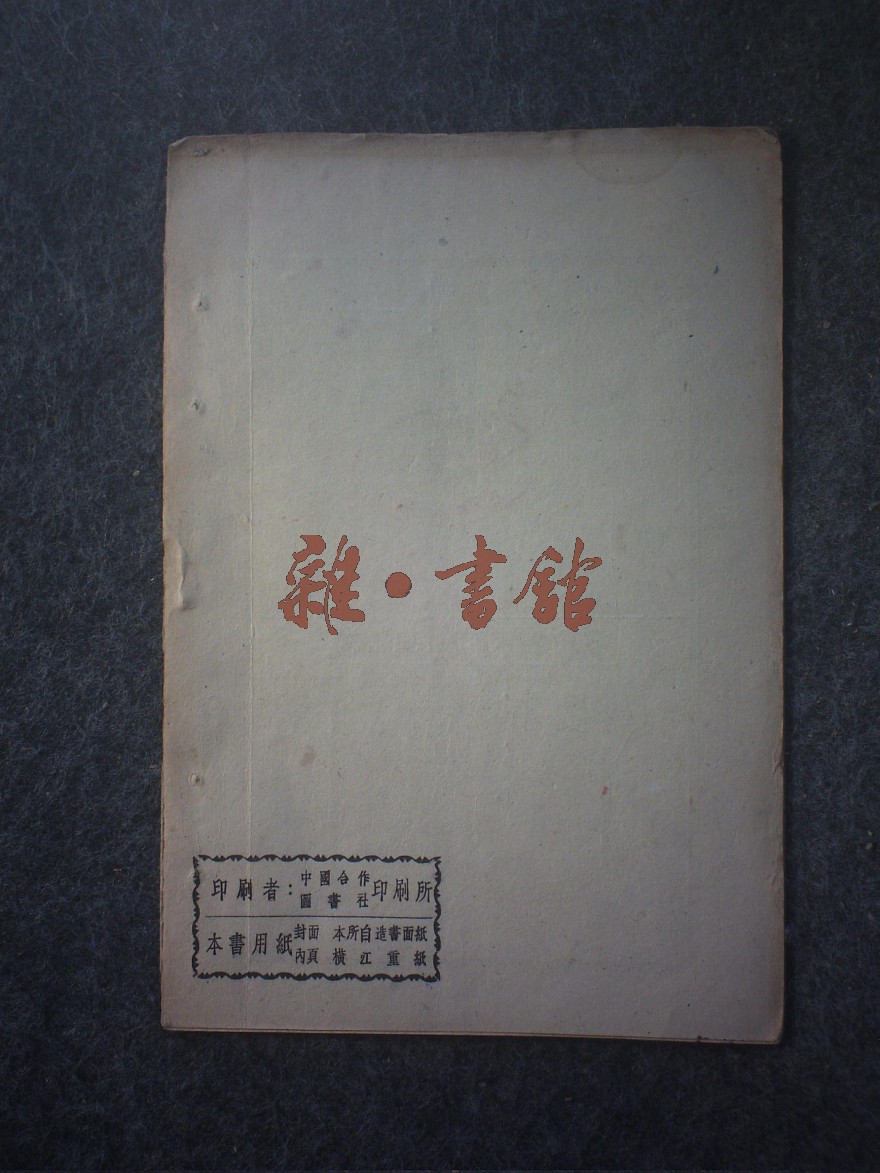 雜·書館
印刷者：中國合作圖書社印刷所
本書用紙 封面 本所自造書面紙
內頁 橫江重紙